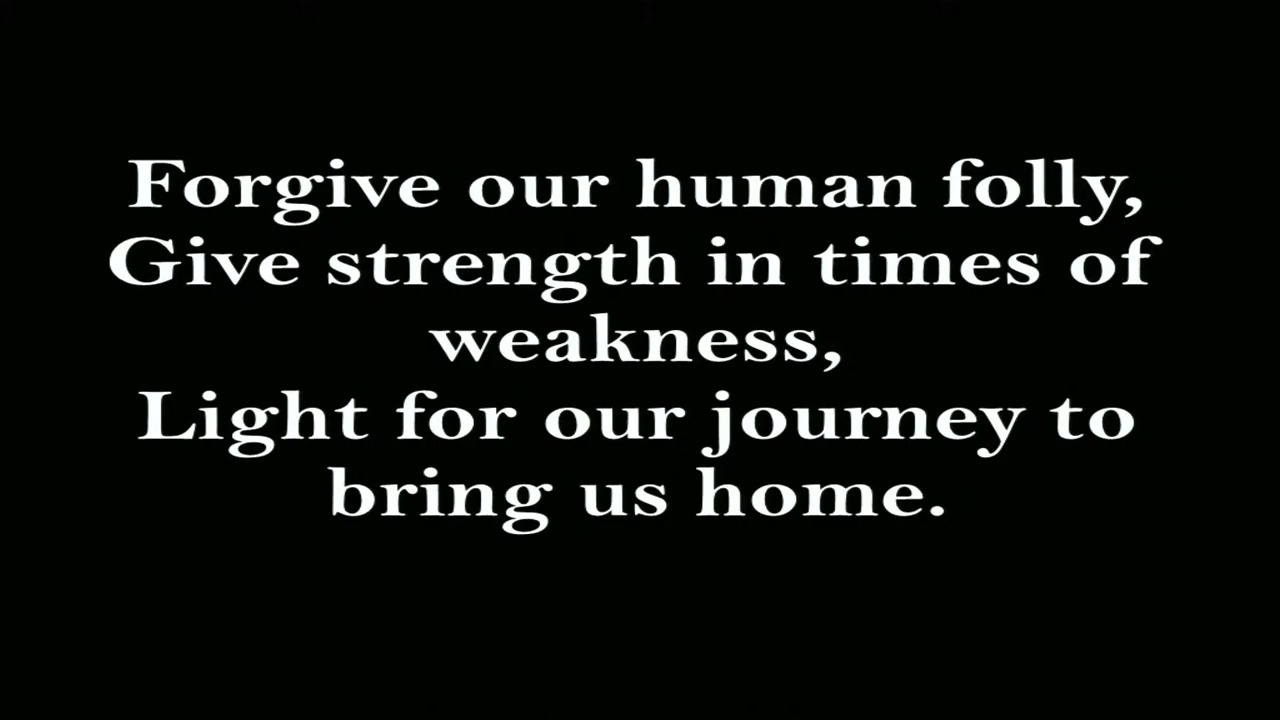 Forgive our human folly,
Give strength in times of
weakness,
Light for our journey to
bring us home.